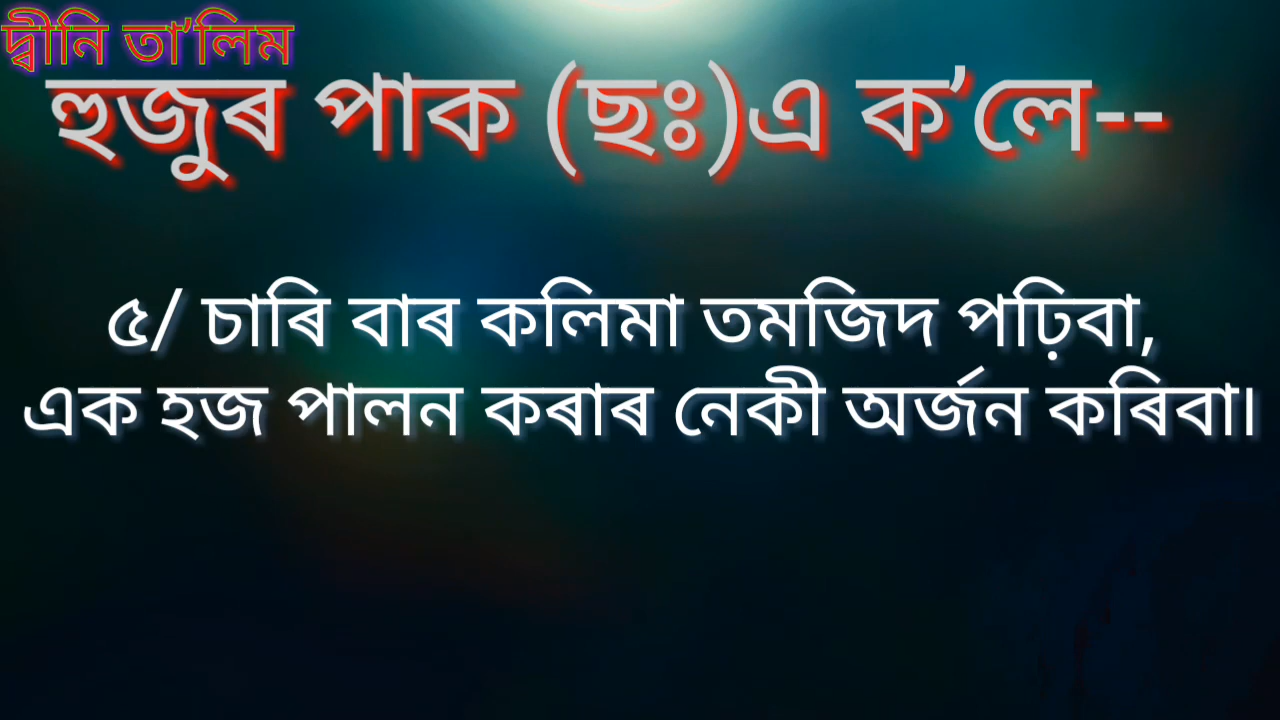 দ্বীনি তা’লিম
হুজুৰ পাক (ছঃ)এ ক’লে--
৫/ চাৰি বাৰ কলিমা তমজিদ পঢ়িবা,
এক হজ পালন কৰাৰ নেকী অৰ্জন কৰিবা।